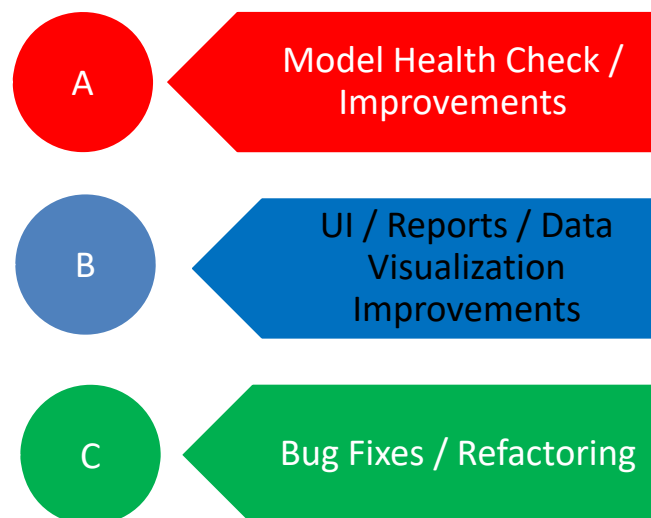 A
Model Health Check /
Improvements
B
UI / Reports / Data
Visualization
Improvements
C
Bug Fixes / Refactoring